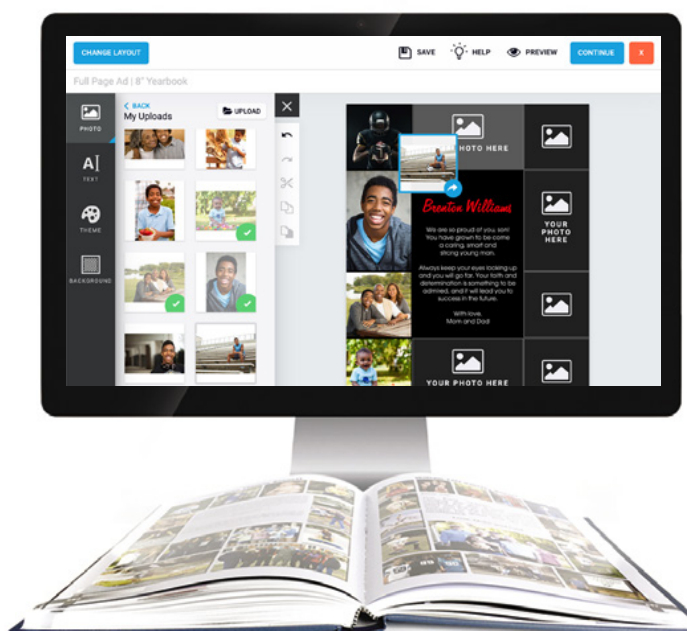 CHANGE LAYOUT
SAVE
HELP
PREVIEW
CONTINUE
X
Full Page Ad | 8" Yearbook
PHOTO
TEXT
THEME
BACKGROUND
BACK
My Uploads
UPLOAD
PHOTO HERE
Brenton Williams
We are so proud of you, son!
You have grown to be come
a caring, smart and
strong young man.
Always keep your eyes looking up
and you will go far. Your faith and
determination is something to be
admired, and it will lead you to
success in the future.
With love,
Mom and Dad!
YOUR
PHOTO
HERE
YOUR PHOTO HERE